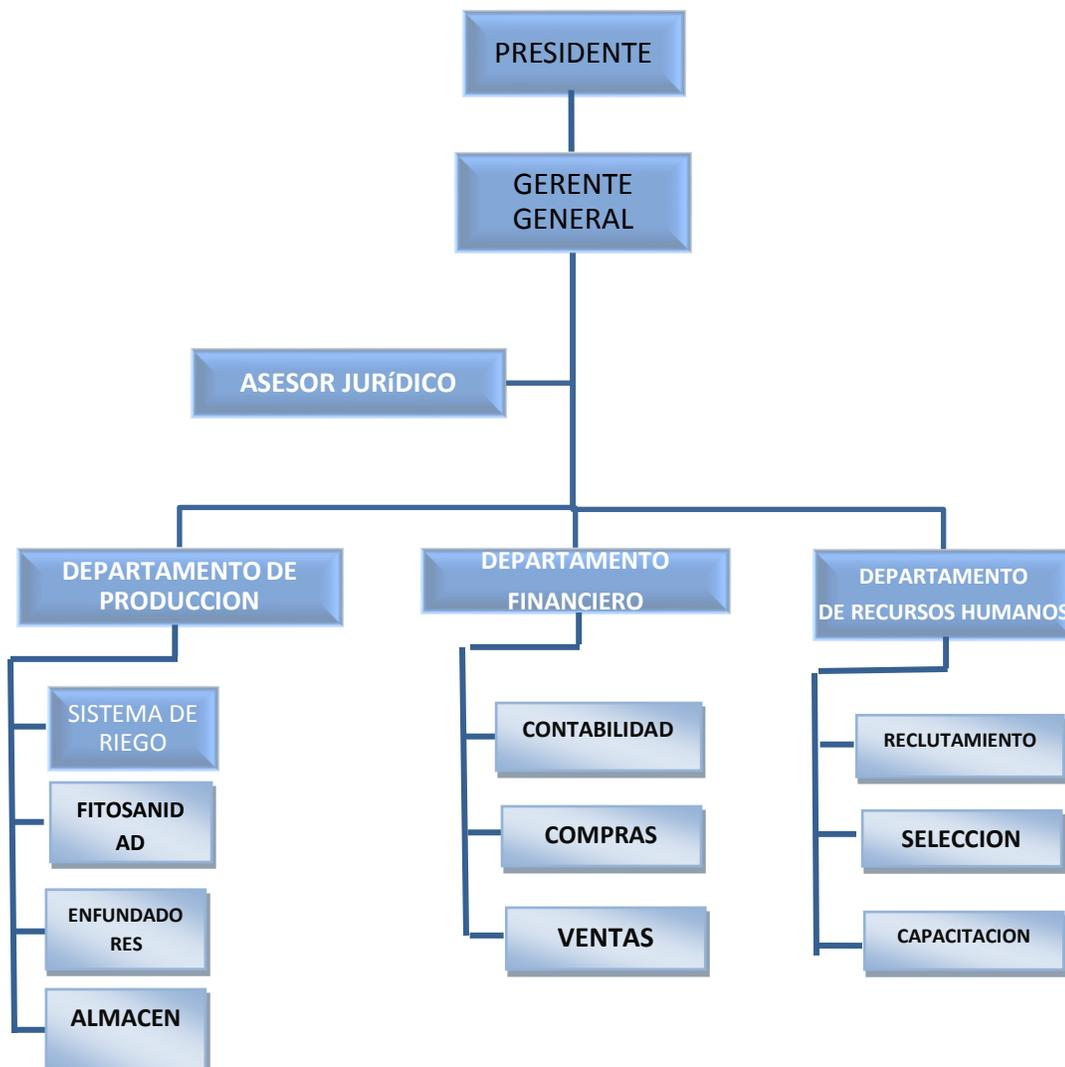 PRESIDENTE
GERENTE
GENERAL
ASESOR JURíDICO
DEPARTAMENTO DE
PRODUCCION
DEPARTAMENTO
FINANCIERO
DEPARTAMENTO
DE RECURSOS HUMANOS
SISTEMA DE
RIEGO
FITOSANID
AD
ENFUNDADO
RES
ALMACEN
CONTABILIDAD
COMPRAS
VENTAS
RECLUTAMIENTO
SELECCION
CAPACITACION